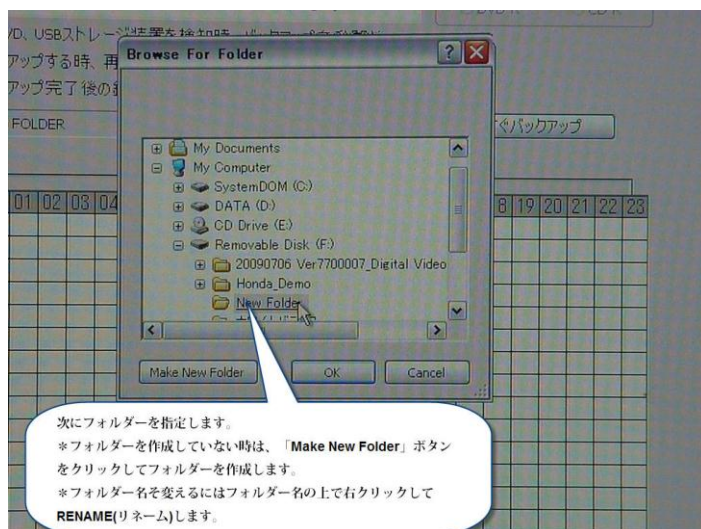 /D、USBストレージ装置を検知時、バックアップ
Browse For Folder
アップする時、再
アップ完了後の
FOLDER
My Documents
My Computer
SystemDOM (C:)
DATA (D:)
CD Drive (E:)
Removable Disk (F:)
20090706 Ver7700007_Digital Video
Honda_Demo
New Folder
ぐバックアップ
01 02 03 04
8 19 20 21 22 23
Make New Folder OK Cancel
次にフォルダーを指定します。
*フォルダーを作成していない時は、「Make New Folder」ボタン
をクリックしてフォルダーを作成します。
*フォルダー名そ変えるにはフォルダー名の上で右クリックして
RENAME(リネーム)します。